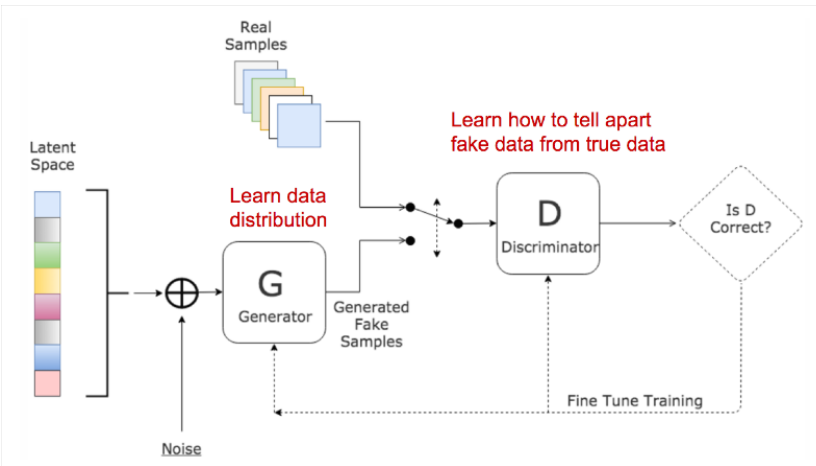 Real
Samples
Learn how to tell apart
fake data from true data
Latent
Space
Learn data
distribution
D
Discriminator
Is D
Correct?
G
Generator
Generated
Fake
Samples
Fine Tune Training
Noise